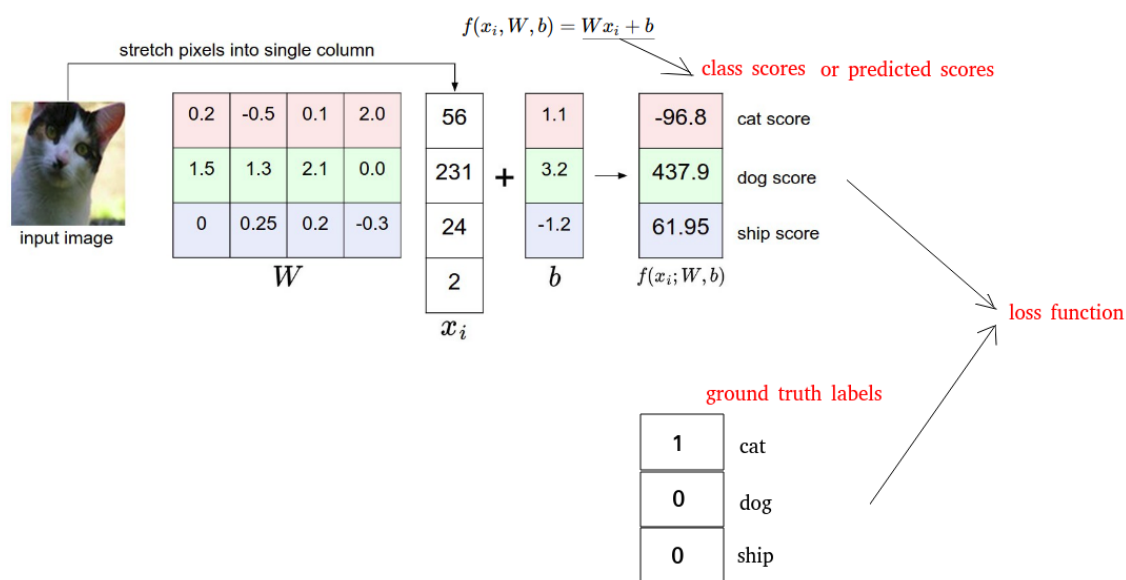 f(x_i, W, b) = Wx_i + b
stretch pixels into single column
class scores or predicted scores
0.2 -0.5 0.1 2.0 56 1.1 -96.8 cat score
1.5 1.3 2.1 0.0 231 + 3.2 437.9 dog score
0 0.25 0.2 -0.3 24 -1.2 61.95 ship score
input image
W 2 b f(x_i; W, b)
x_i
loss function
ground truth labels
1 cat
0 dog
0 ship